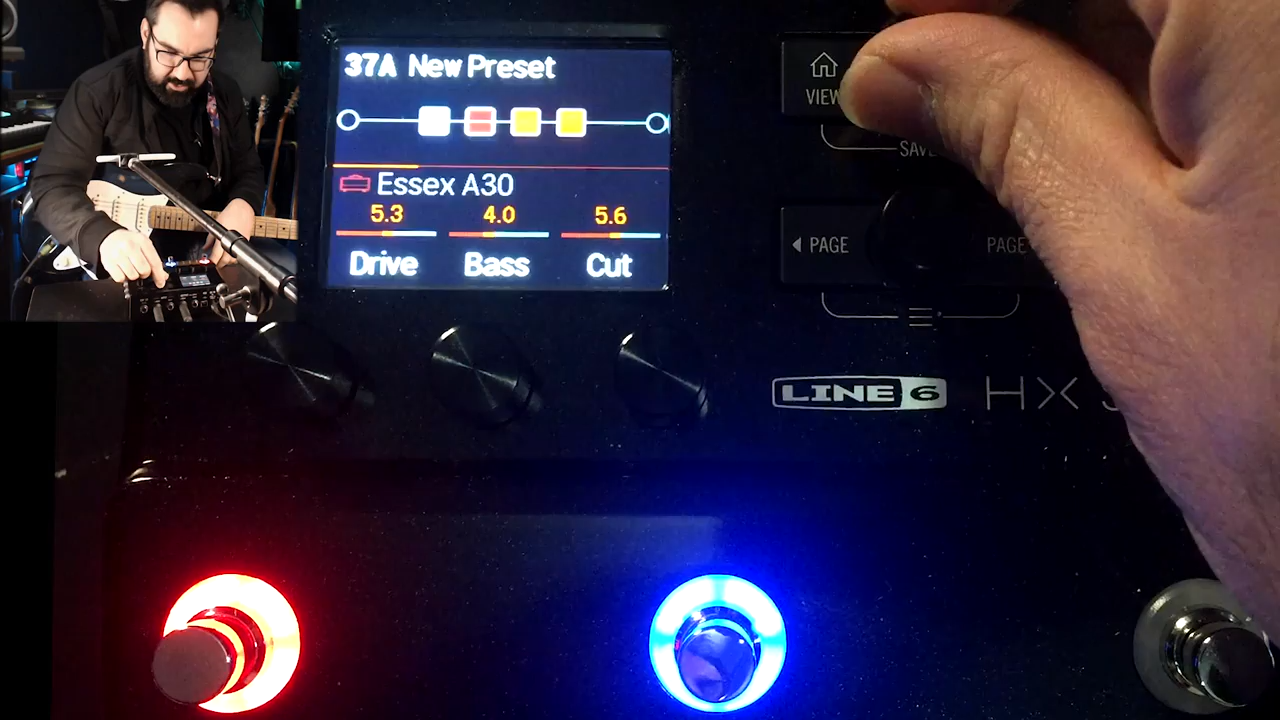 37A New Preset
Essex A30
5.3 4.0 5.6
Drive Bass Cut
VIEW
SAVE
PAGE PAGE
LINE 6 HX